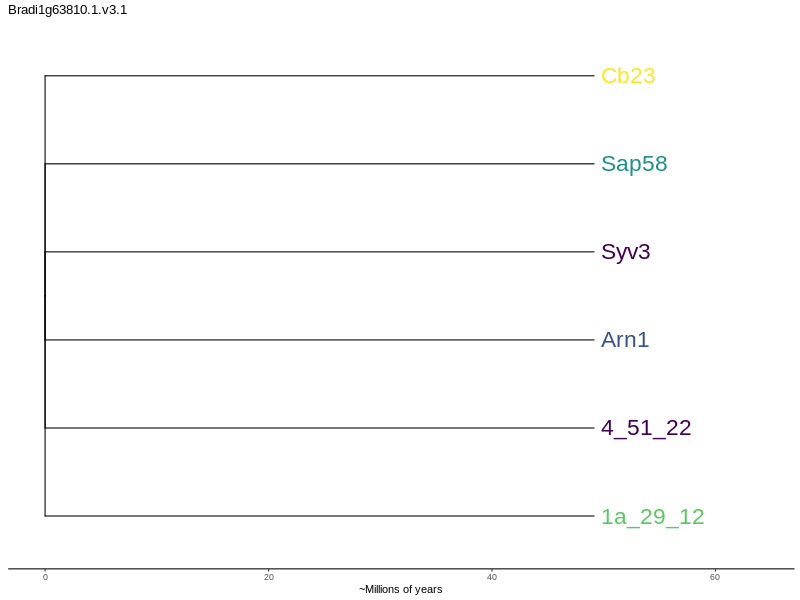 Bradi1g63810.1.v3.1
Cb23
Sap58
Syv3
Arn1
4_51_22
1a_29_12
0 20 40 60
~Millions of years